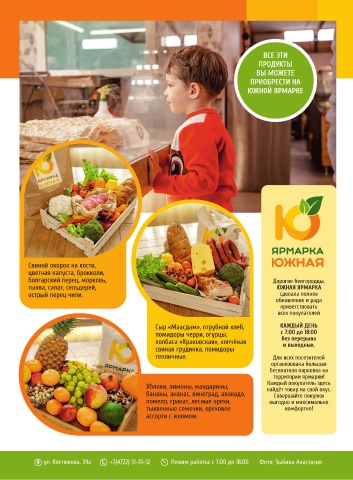 ВСЕ ЭТИ
ПРОДУКТЫ
ВЫ МОЖЕТЕ
ПРИОБРЕСТИ НА
ЮЖНОЙ ЯРМАРКЕ
Ю
ЯРМАРКА
ЮЖНАЯ
Свиной окорок на кости,
цветная капуста, брокколи,
болгарский перец, морковь,
тыква, салат, сельдерей,
острый перец чили.
Сыр «Маасдам», отрубной хлеб,
помидоры черри, огурцы,
колбаса «Краковская», копчёная
свиная грудинка, помидоры
тепличные.
Ю
Яблоки, лимоны, мандарины,
бананы, ананас, виноград, авокадо,
помело, гранат, лесные орехи,
тыквенные семечки, ореховое
ассорти с изюмом.
Ю
ЯРМАРКА
ЮЖНАЯ
Дорогие белгородцы,
ЮЖНАЯ ЯРМАРКА
сделала полное
обновление и рада
приветствовать
всех покупателей
КАЖДЫЙ ДЕНЬ
с 7:00 до 18:00
без перерыва
и выходных.
Для всех посетителей
организована большая
бесплатная парковка на
территории ярмарки!
Каждый покупатель здесь
найдёт товар на свой вкус.
Совершайте покупки
выгодно и максимально
комфортно!
ул. Костюкова, 39а +7(4722) 31-19-32 Режим работы: с 7:00 до 18:00 Фото: Зыбина Анастасия